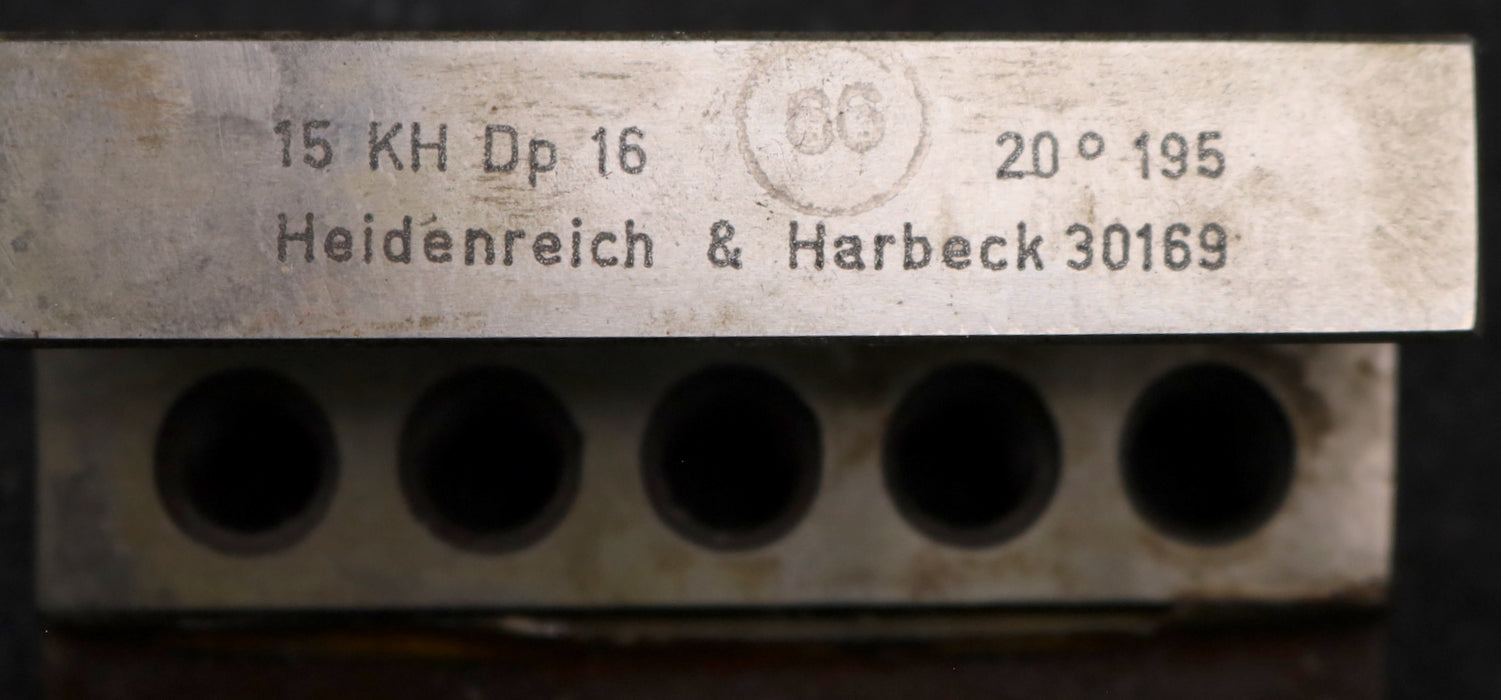 15 KH Dp 16 66 20° 195
Heidenreich & Harbeck 30169